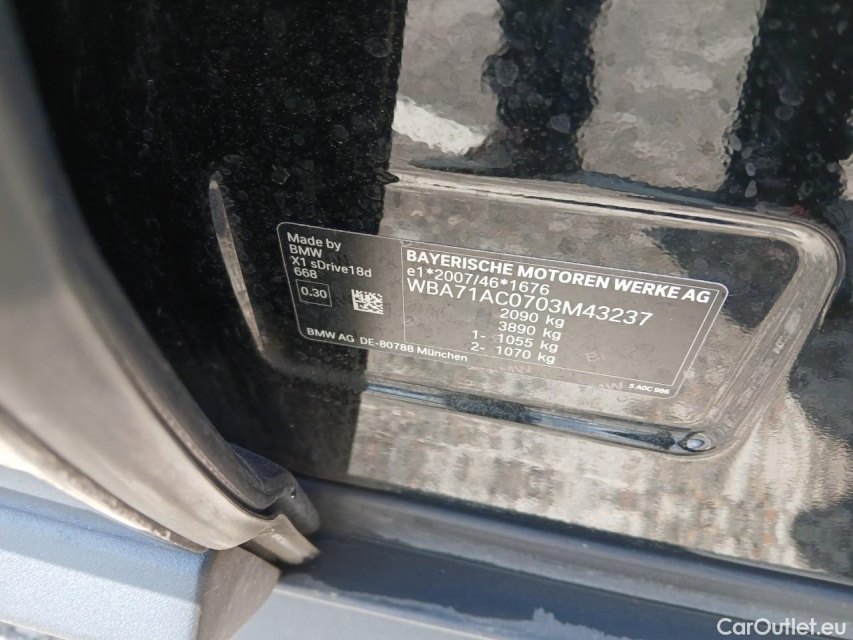 Made by
BMW
X1 sDrive18d
668
0.30
BMW AG DE-80788 München
BAYERISCHE MOTOREN WERKE AG
e1*2007/46*1676
WBA71AC0703M43237
2090 kg
3890 kg
1- 1055 kg
2- 1070 kg
5 A0C 986
CarOutlet.eu